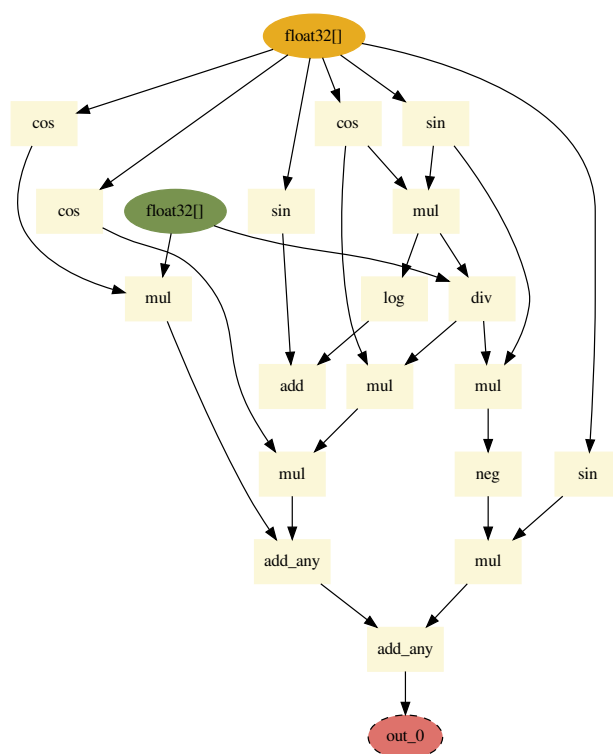 float32[]
cos
cos
sin
cos
float32[]
sin
mul
mul
log
div
add
mul
mul
mul
neg
sin
add_any
mul
add_any
out_0